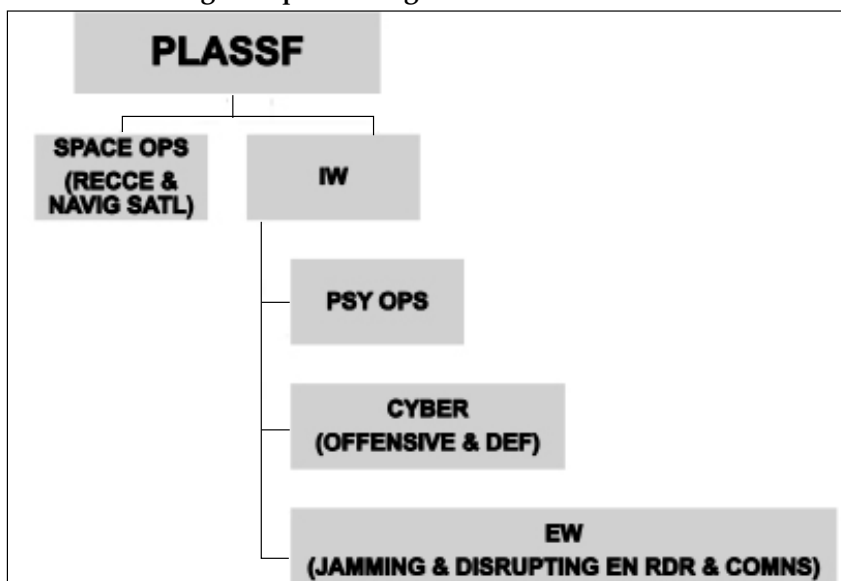 PLASSF
SPACE OPS
(RECCE &
NAVIG SATL)
IW
PSY OPS
CYBER
(OFFENSIVE & DEF)
EW
(JAMMING & DISRUPTING EN RDR & COMNS)